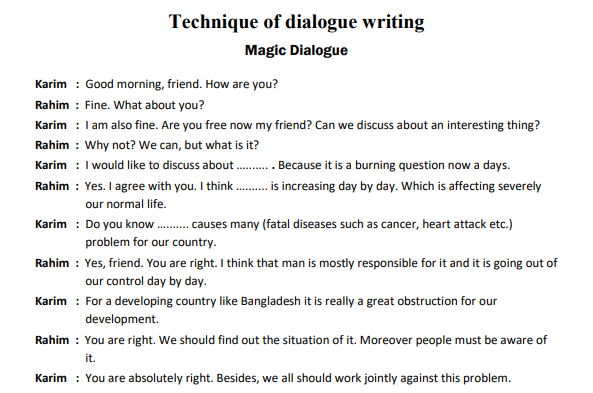 Technique of dialogue writing
Magic Dialogue
Karim : Good morning, friend. How are you?
Rahim : Fine. What about you?
Karim : I am also fine. Are you free now my friend? Can we discuss about an interesting thing?
Rahim : Why not? We can, but what is it?
Karim : I would like to discuss about .......... . Because it is a burning question now a days.
Rahim : Yes. I agree with you. I think .......... is increasing day by day. Which is affecting severely
our normal life.
Karim : Do you know .......... causes many (fatal diseases such as cancer, heart attack etc.)
problem for our country.
Rahim : Yes, friend. You are right. I think that man is mostly responsible for it and it is going out of
our control day by day.
Karim : For a developing country like Bangladesh it is really a great obstruction for our
development.
Rahim : You are right. We should find out the situation of it. Moreover people must be aware of
it.
Karim : You are absolutely right. Besides, we all should work jointly against this problem.